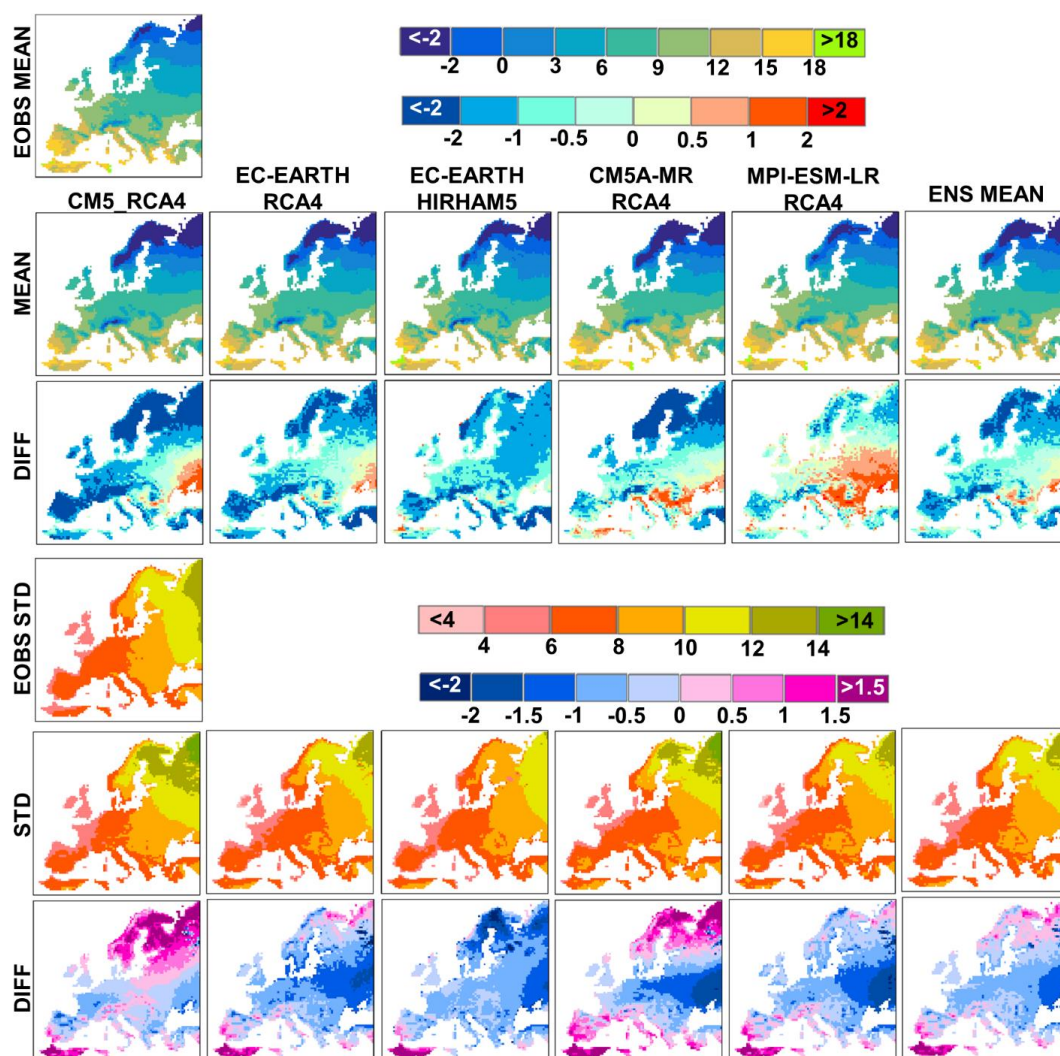 EOBS MEAN
<-2 >18
-2 0 3 6 9 12 15 18
<-2 >2
-2 -1 -0.5 0 0.5 1 2
CM5_RCA4
EC-EARTH
RCA4
EC-EARTH
HIRHAM5
CM5A-MR
RCA4
MPI-ESM-LR
RCA4
ENS MEAN
MEAN
DIFF
EOBS STD
<4 >14
4 6 8 10 12 14
<-2 >1.5
-2 -1.5 -1 -0.5 0 0.5 1 1.5
STD
DIFF